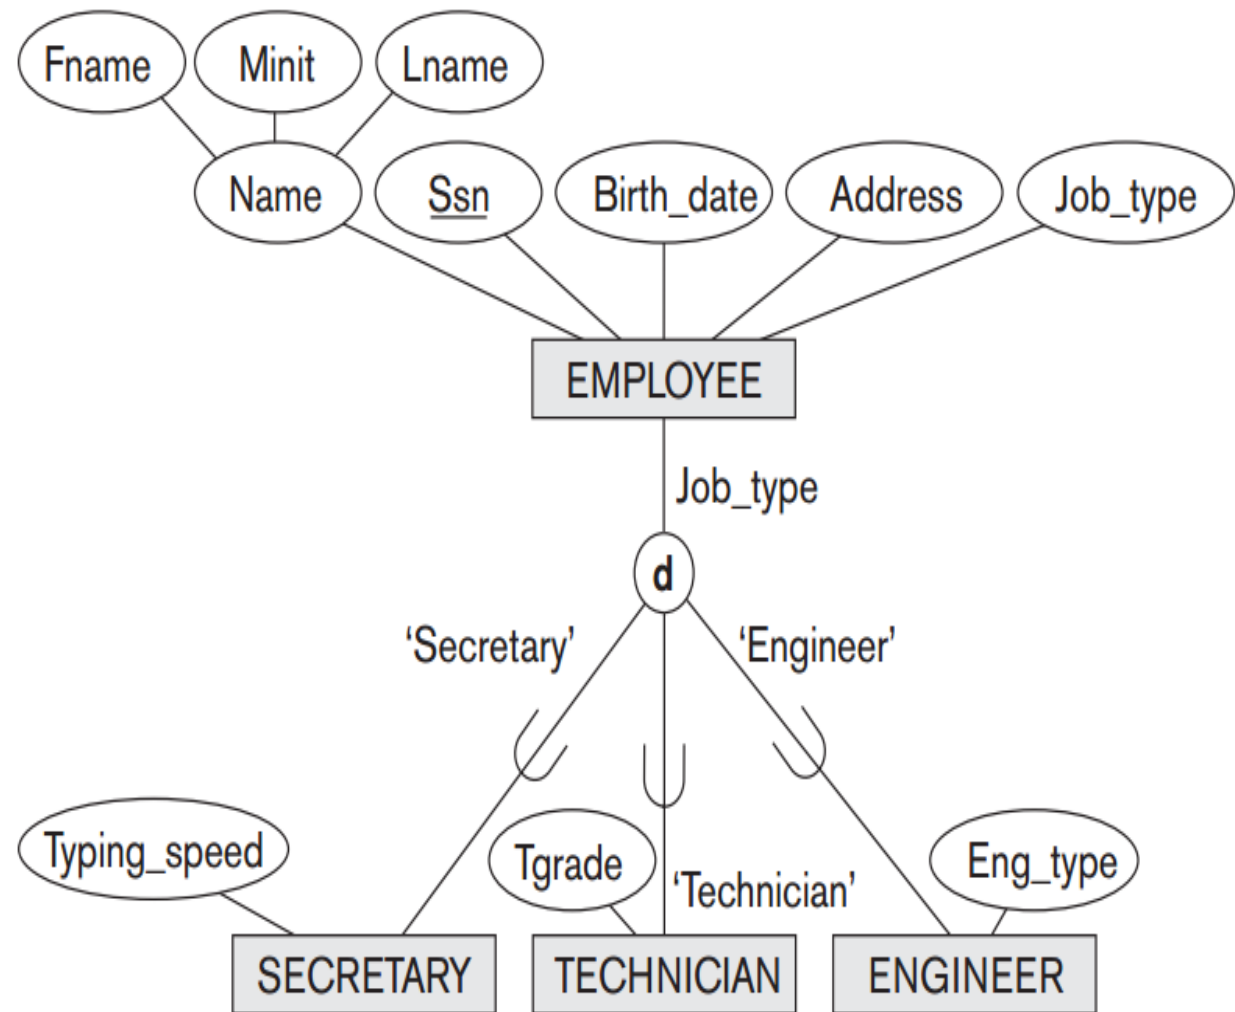 Fname Minit Lname
Name Ssn Birth_date Address Job_type
EMPLOYEE
Job_type
d
‘Secretary’ ‘Engineer’
Typing_speed Tgrade Eng_type
‘Technician’
SECRETARY TECHNICIAN ENGINEER